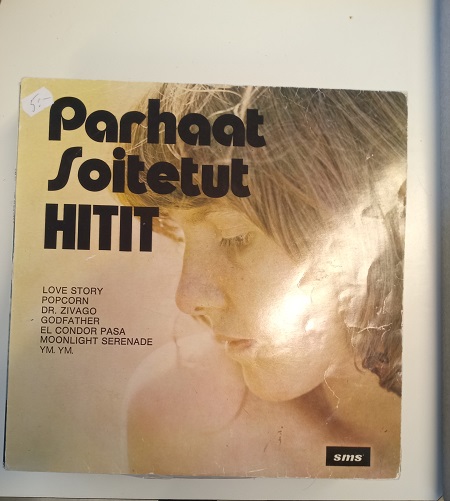 5:-
Parhaat
Soitetut
HITIT
LOVE STORY
POPCORN
DR. ZIVAGO
GODFATHER
EL CONDOR PASA
MOONLIGHT SERENADE
YM. YM.
sms